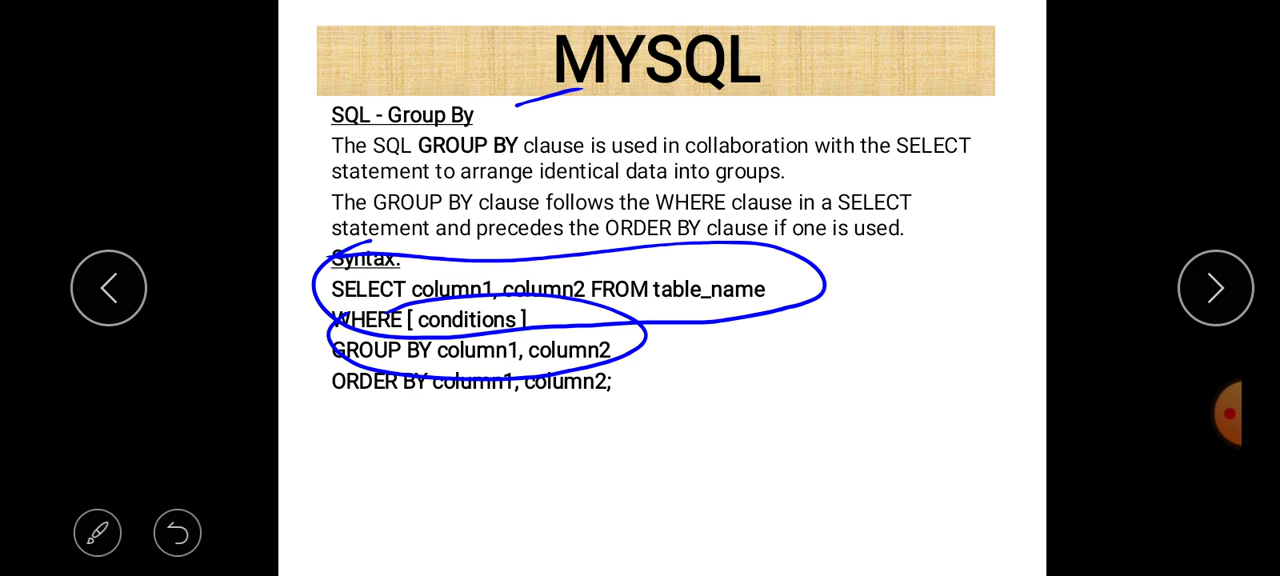 MYSQL
SQL - Group By
The SQL GROUP BY clause is used in collaboration with the SELECT
statement to arrange identical data into groups.
The GROUP BY clause follows the WHERE clause in a SELECT
statement and precedes the ORDER BY clause if one is used.
Syntax:
SELECT column1, column2 FROM table_name
WHERE [ conditions ]
GROUP BY column1, column2
ORDER BY column1, column2;